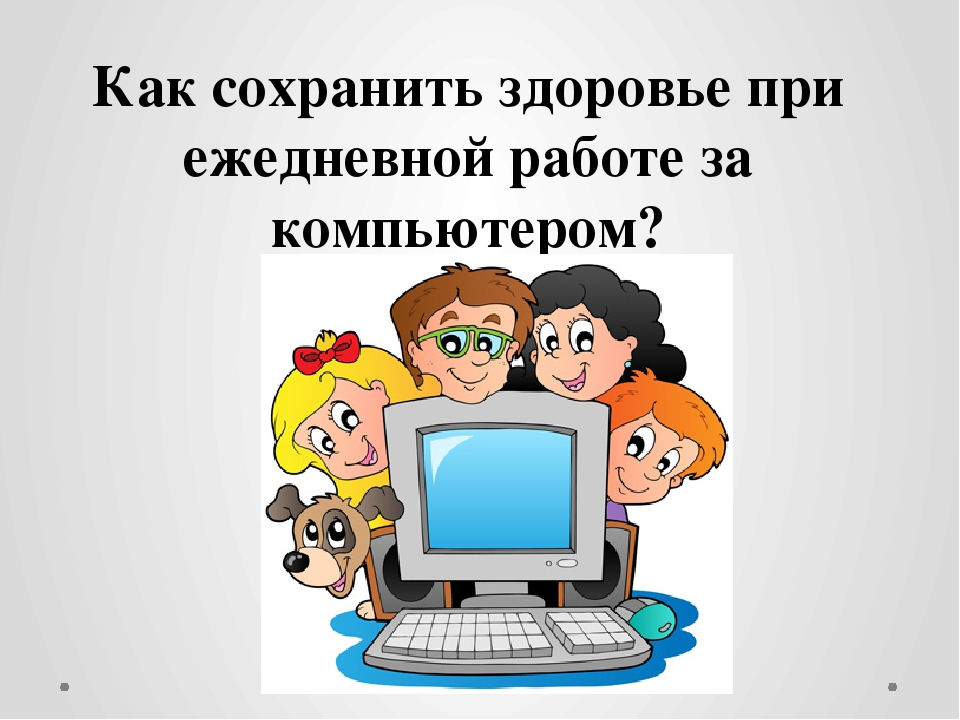 Как сохранить здоровье при
ежедневной работе за
компьютером?